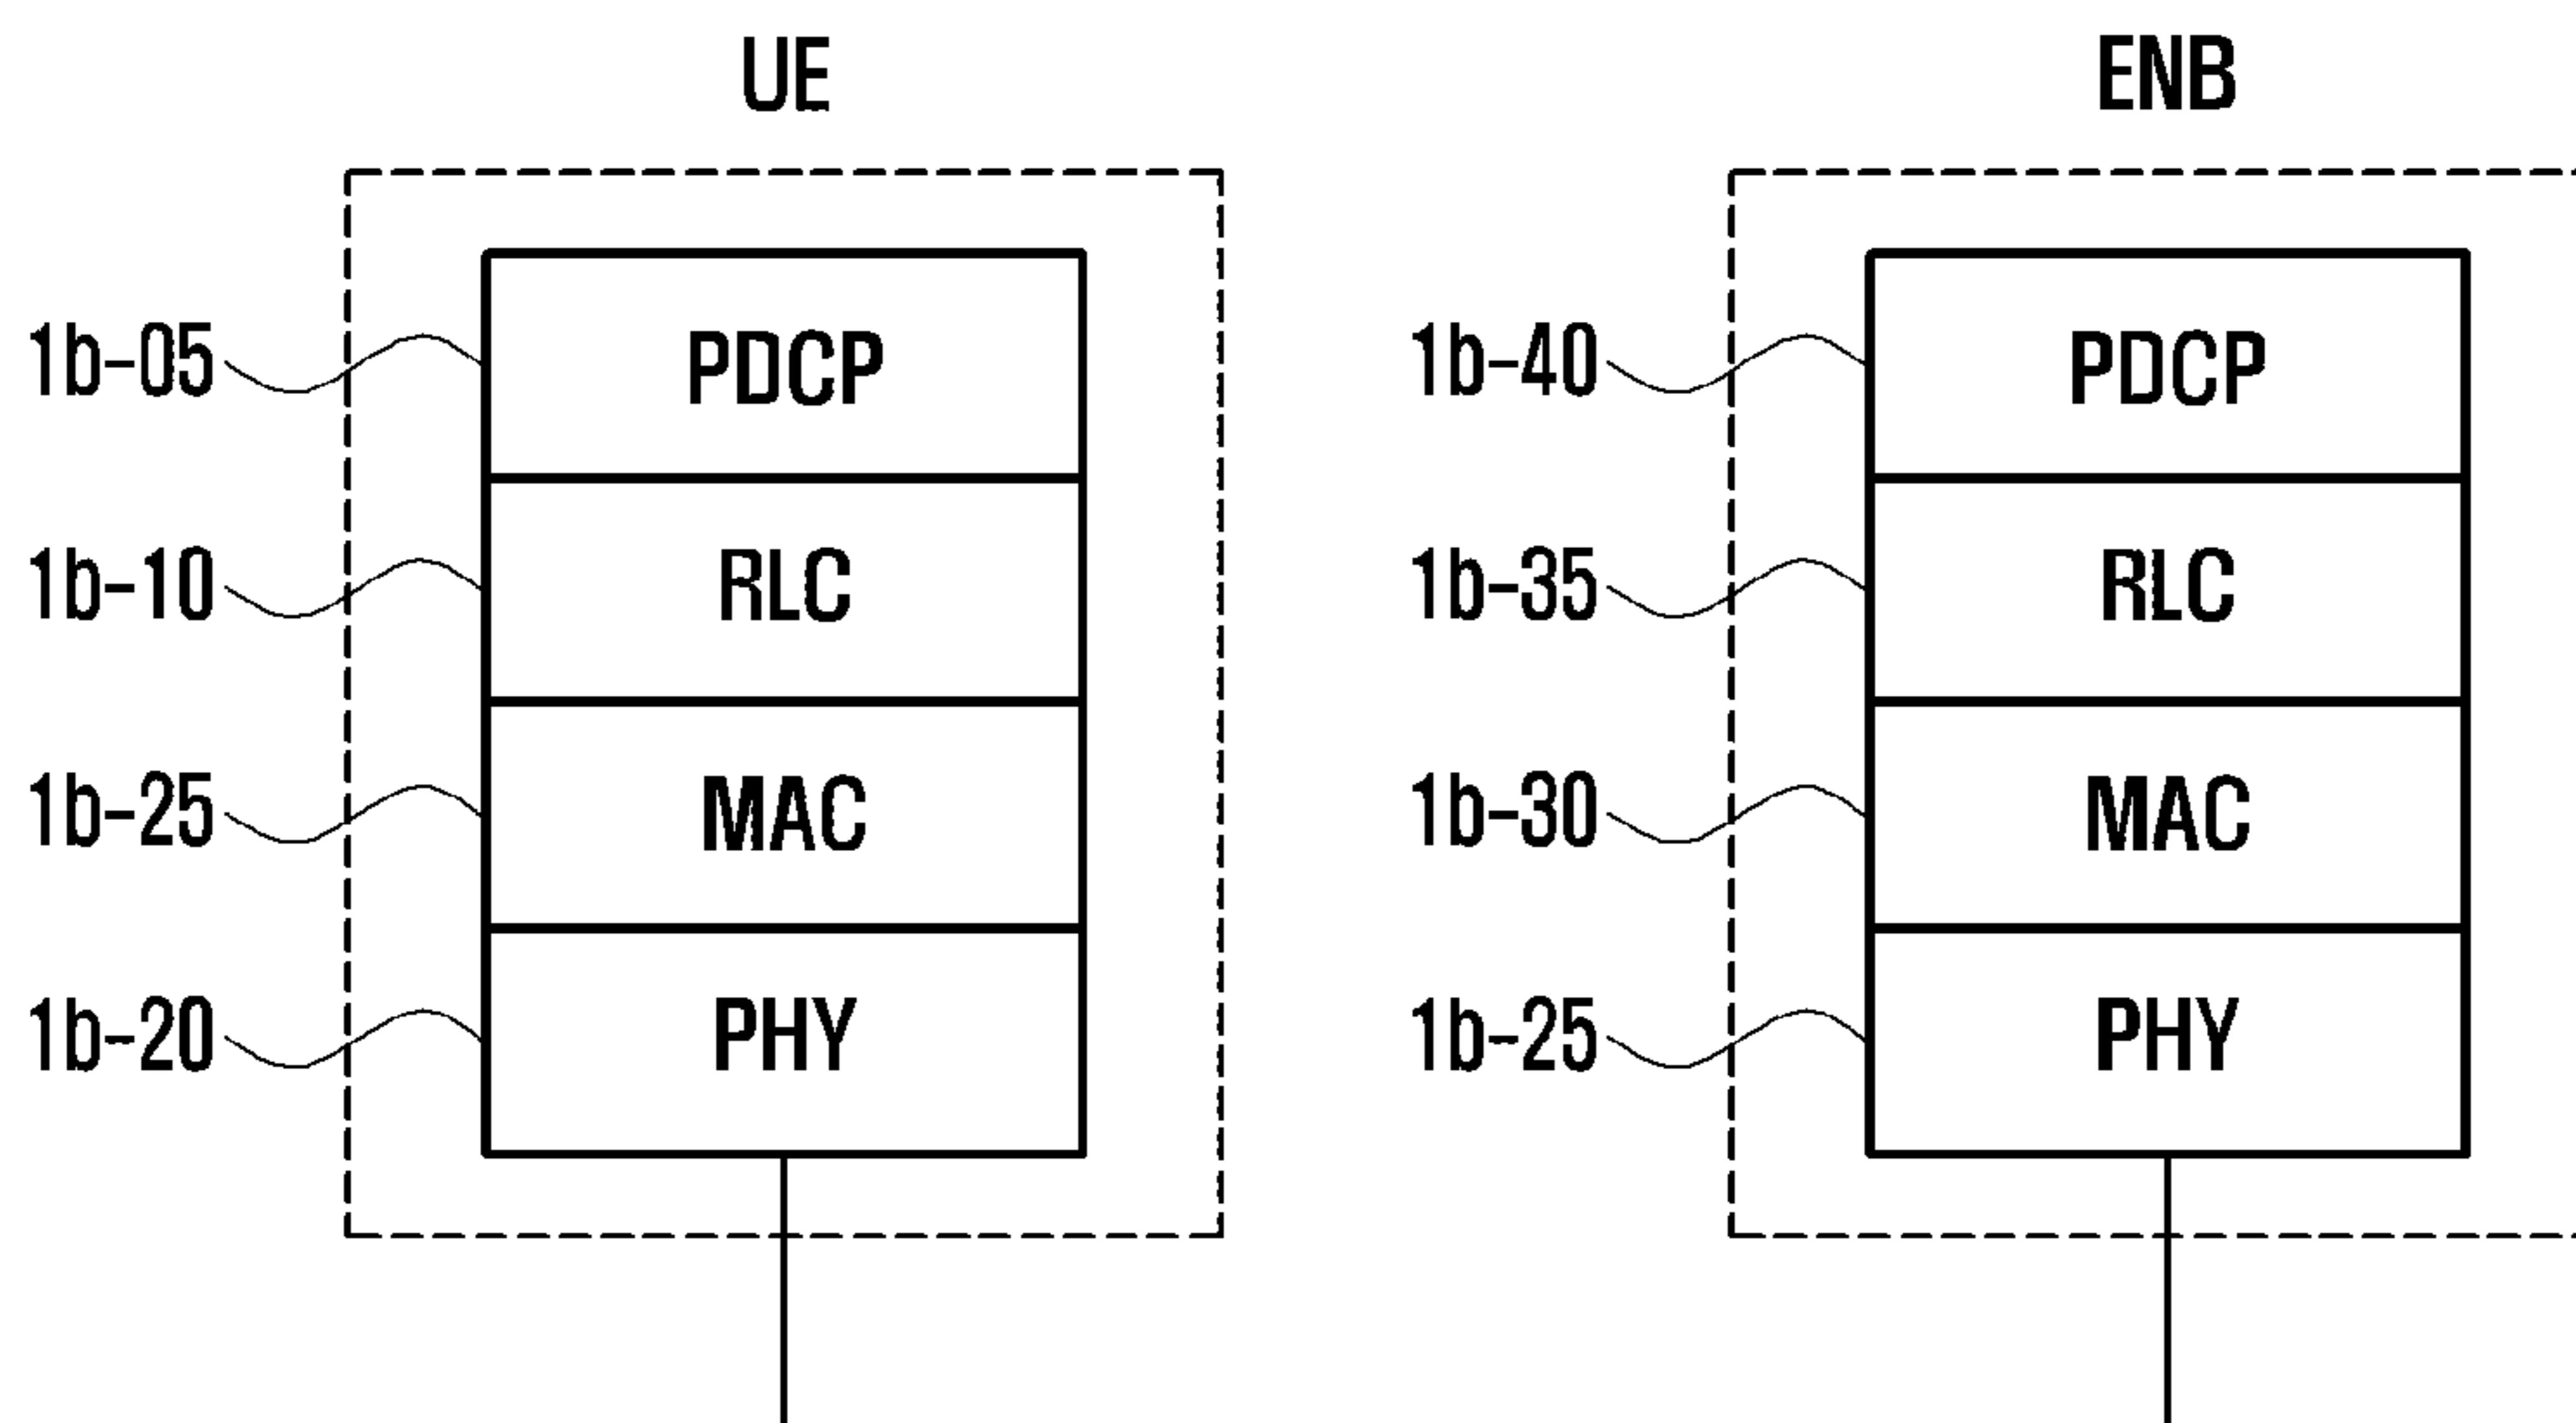 UE
ENB
1b-05
PDCP
1b-40
PDCP
1b-10
RLC
1b-35
RLC
1b-25
MAC
1b-30
MAC
1b-20
PHY
1b-25
PHY